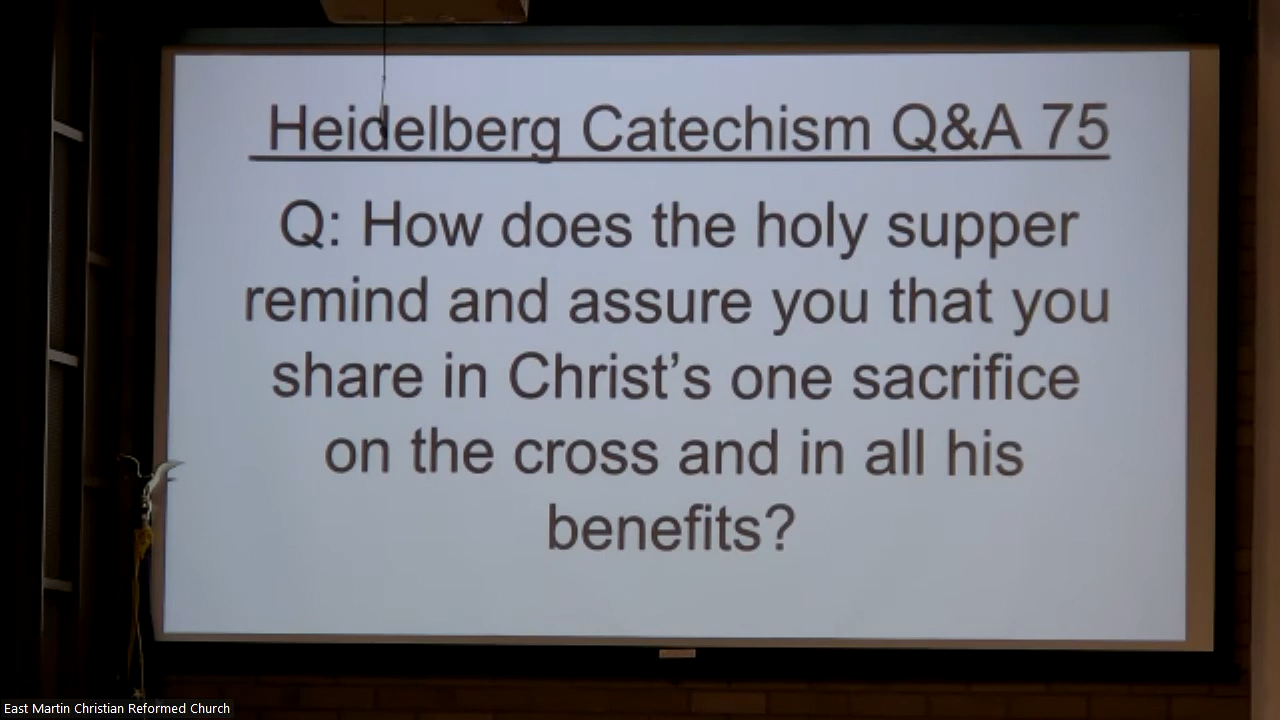 Heidelberg Catechism Q&A 75
Q: How does the holy supper
remind and assure you that you
share in Christ’s one sacrifice
on the cross and in all his
benefits?
East Martin Christian Reformed Church